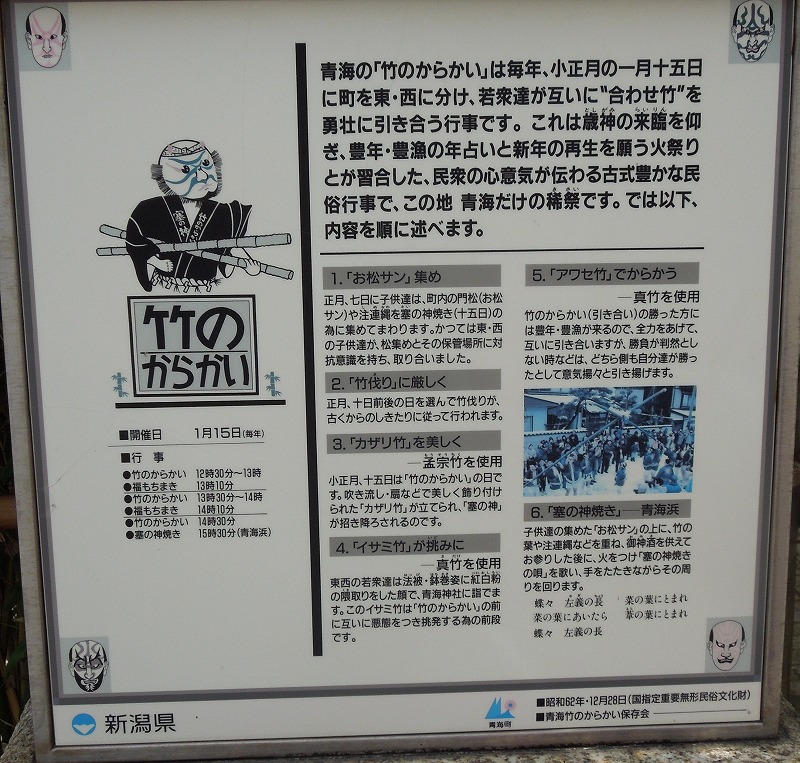 青海の「竹のからかい」は毎年、小正月の一月十五日
に町を東・西に分け、若衆達が互いに"合わせ竹"を
勇壮に引き合う行事です。これは歳神の来臨を仰
ぎ、豊年・豊漁の年占いと新年の再生を願う火祭り
とが習合した、民衆の心意気が伝わる古式豊かな民
俗行事で、この地 青海だけの稀祭です。では以下、
内容を順に述べます。
竹の
からかい
■開催日 1月15日(毎年)
■行 事
●竹のからかい 12時30分～13時
●福もちまき 13時10分
●竹のからかい 13時30分～14時
●福もちまき 14時10分
●竹のからかい 14時30分
●塞の神焼き 15時30分(青海浜)
1.「お松サン」集め
正月、七日に子供達は、町内の門松(お松
サン)や注連縄を塞の神焼き(十五日)の
為に集めてまわります。かつては東・西
の子供達が、松集めとその保管場所に対
抗意識を持ち、取り合いました。
2.「竹伐り」に厳しく
正月、十日前後の日を選んで竹伐りが、
古くからのしきたりに従って行われます。
3.「カザリ竹」を美しく
―孟宗竹を使用
小正月、十五日は「竹のからかい」の日で
す。吹き流し・扇などで美しく飾り付け
られた「カザリ竹」が立てられ、「塞の神」
が招き降ろされるのです。
4.「イサミ竹」が挑みに
―真竹を使用
東西の若衆達は法被・鉢巻姿に紅白粉
の隈取りをした顔で、青海神社に詣でま
す。このイサミ竹は「竹のからかい」の前
に互いに悪態をつき挑発する為の前段
です。
5.「アワセ竹」でからかう
―真竹を使用
竹のからかい(引き合い)の勝った方に
は豊年・豊漁が来るので、全力をあげて、
互いに引き合いますが、勝負が判然とし
ない時などは、どちら側も自分達が勝っ
たとして意気揚々と引き揚げます。
6.「塞の神焼き」―青海浜
子供達の集めた「お松サン」の上に、竹の
葉や注連縄などを重ね、御神酒を供えて
お参りした後に、火をつけ「塞の神焼き
の唄」を歌い、手をたたきながらその周
りを回ります。
蝶々 左義の長 菜の葉にとまれ
菜の葉にあいたら 葦の葉にとまれ
蝶々 左義の長
新潟県
青海町
■昭和62年・12月28日(国指定重要無形民俗文化財)
■青海竹のからかい保存会